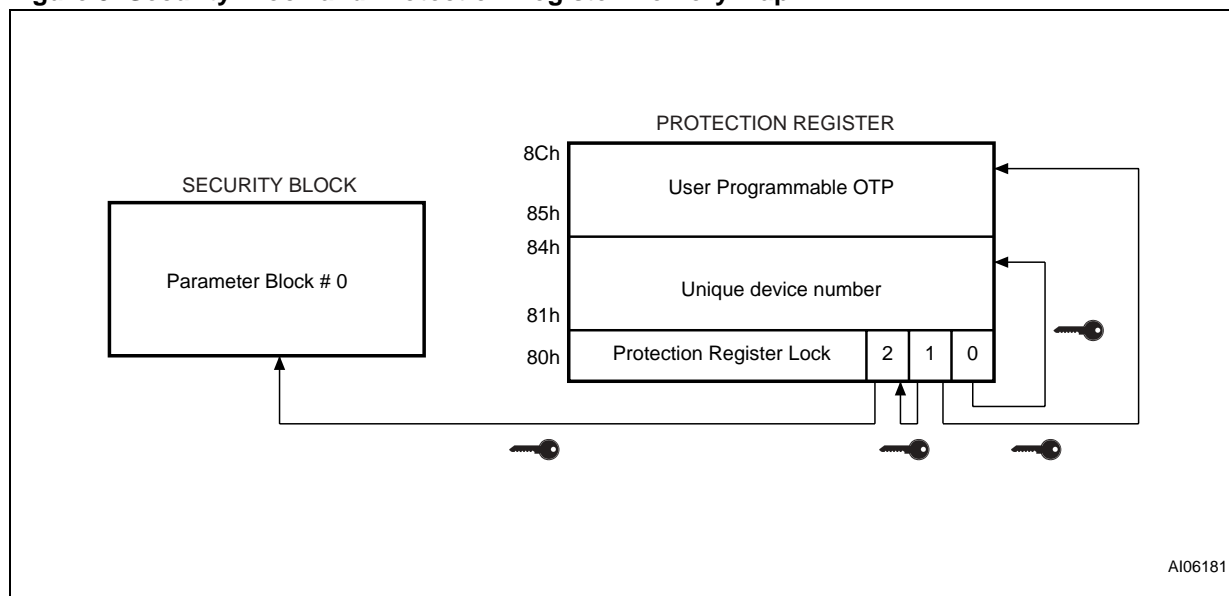 SECURITY BLOCK
Parameter Block # 0
PROTECTION REGISTER
8Ch
User Programmable OTP
85h
84h
Unique device number
81h
80h
Protection Register Lock
2
1
0
AI06181